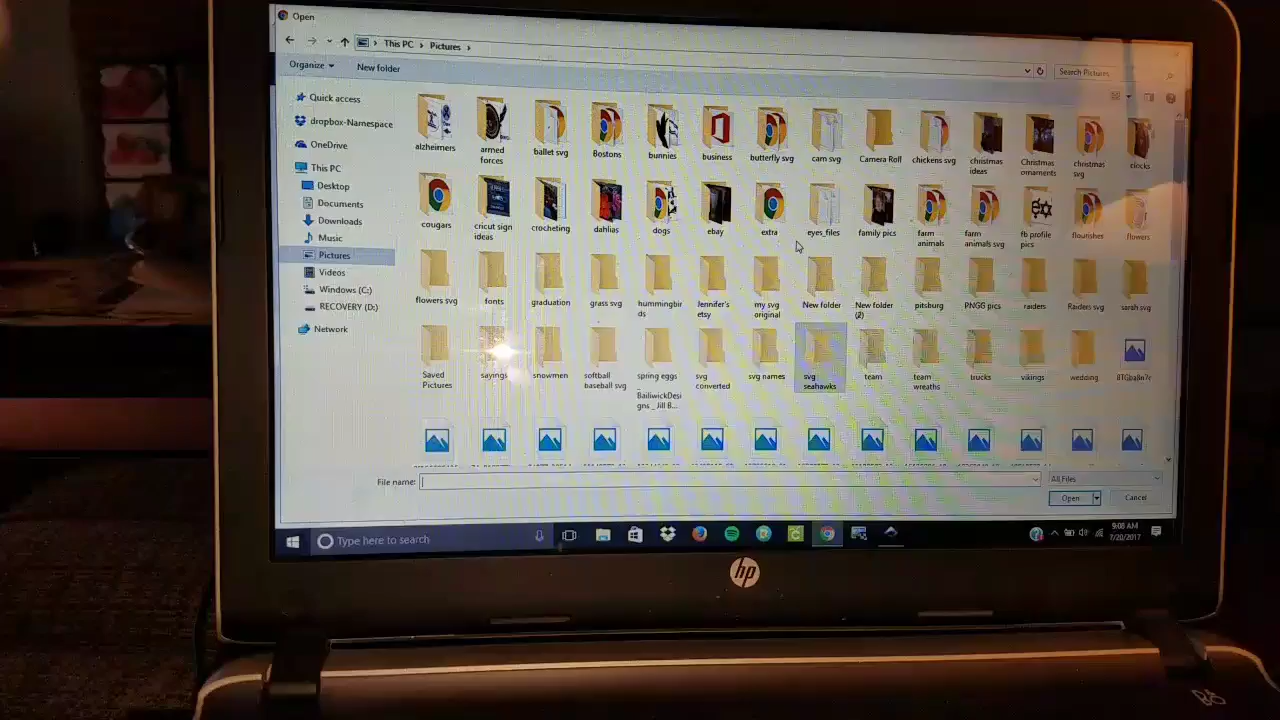 Open
This PC > Pictures >
Search Pictures
Organize New folder
Quick access
dropbox-Namespace
OneDrive
This PC
Desktop
Documents
Downloads
Music
Pictures
Videos
Windows (C:)
RECOVERY (D:)
Network
alzheimers armed forces ballet svg Bostons bunnies business butterfly svg cam svg Camera Roll chickens svg christmas ideas Christmas ornaments christmas svg clocks
cougars cricut sign ideas crocheting dahlias dogs ebay extra eyes_files family pics farm animals farm animals svg fb profile pics flourishes flowers
flowers svg fonts graduation grass svg hummingbirds Jennifer's etsy my svg original New folder New folder (2) pitsburg PNGG pics raiders Raiders svg sarah svg
Saved Pictures sayings snowmen softball baseball svg spring eggs - BailiwickDesigns _ Jill B... svg converted svg names svg seahawks team team wreaths trucks vikings wedding
File name: All Files
Open Cancel
Type here to search
9:08 AM
7/20/2017
hp